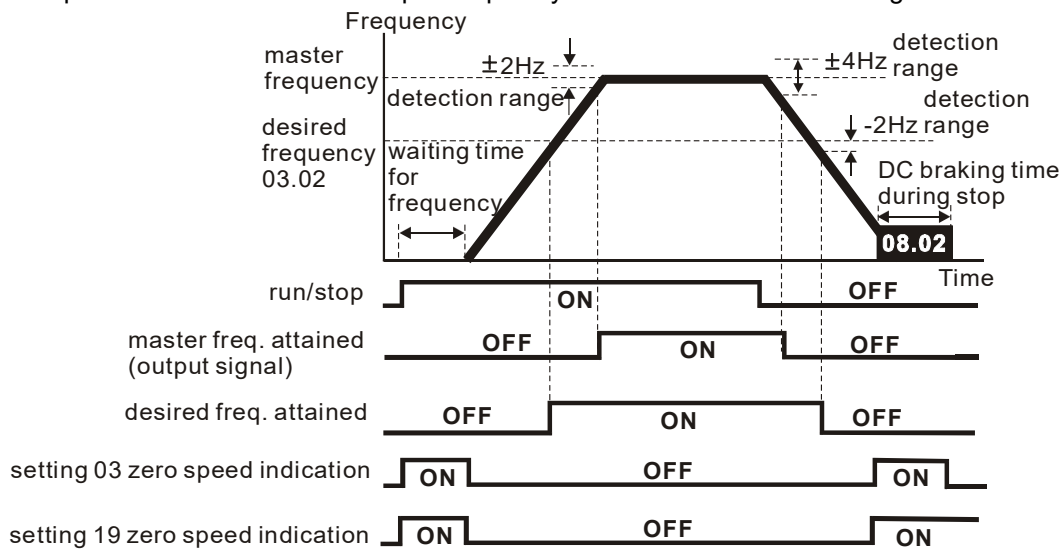 Frequency
master
frequency
±2Hz
detection range
detection
±4Hz range
detection
-2Hz range
desired
frequency
03.02
waiting time
for
frequency
DC braking time
during stop
08.02
Time
run/stop
ON
OFF
master freq. attained
(output signal)
OFF
ON
OFF
desired freq. attained
OFF
ON
OFF
setting 03 zero speed indication
ON
OFF
ON
setting 19 zero speed indication
ON
OFF
ON